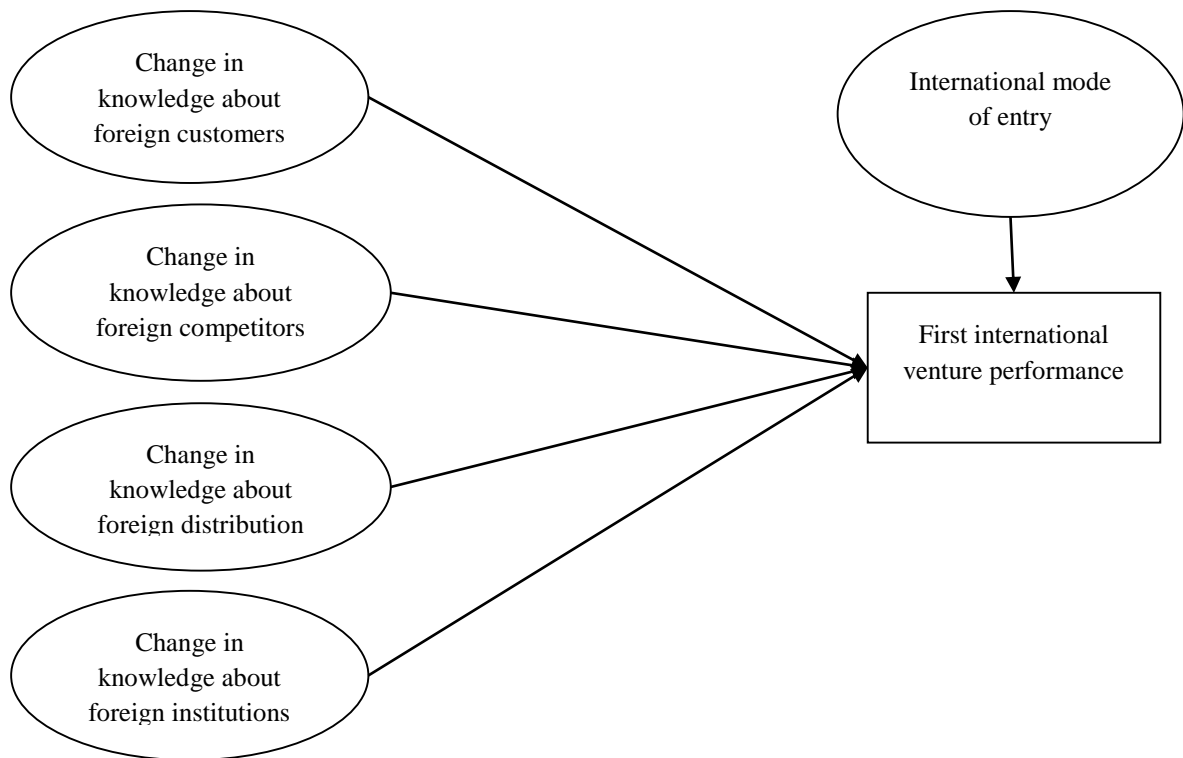 Change in
knowledge about
foreign customers
International mode
of entry
Change in
knowledge about
foreign competitors
First international
venture performance
Change in
knowledge about
foreign distribution
Change in
knowledge about
foreign institutions